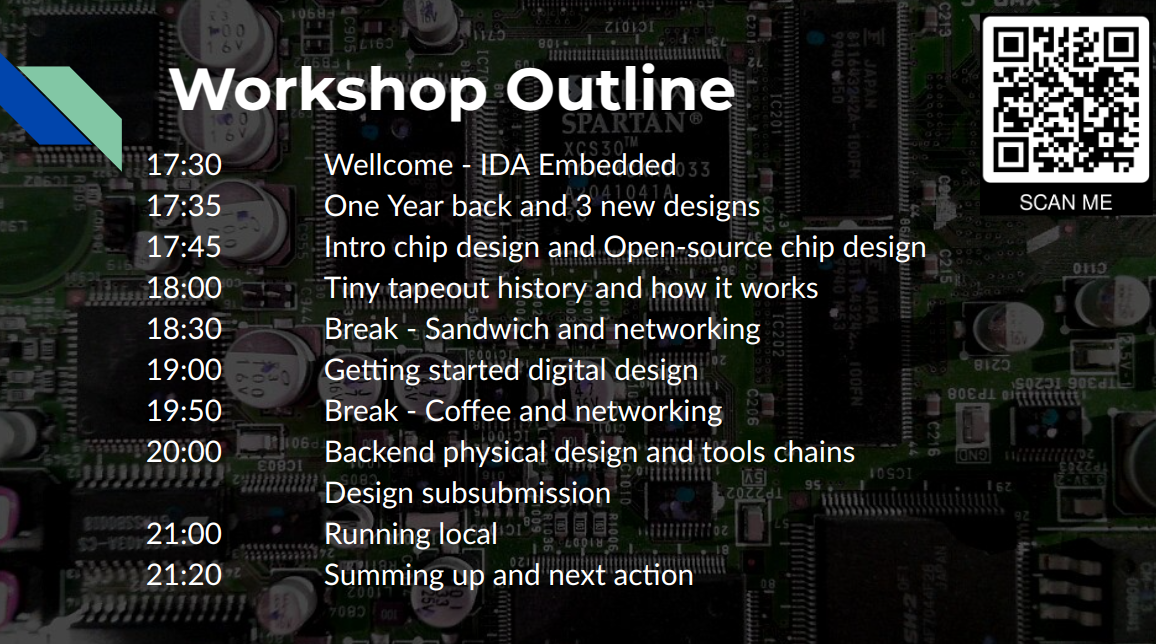 Workshop Outline
17:30 Wellcome - IDA Embedded
17:35 One Year back and 3 new designs
17:45 Intro chip design and Open-source chip design
18:00 Tiny tapeout history and how it works
18:30 Break - Sandwich and networking
19:00 Getting started digital design
19:50 Break - Coffee and networking
20:00 Backend physical design and tools chains
Design subsubmission
21:00 Running local
21:20 Summing up and next action
SCAN ME
SPARTAN®
XCS30™
A2041041A